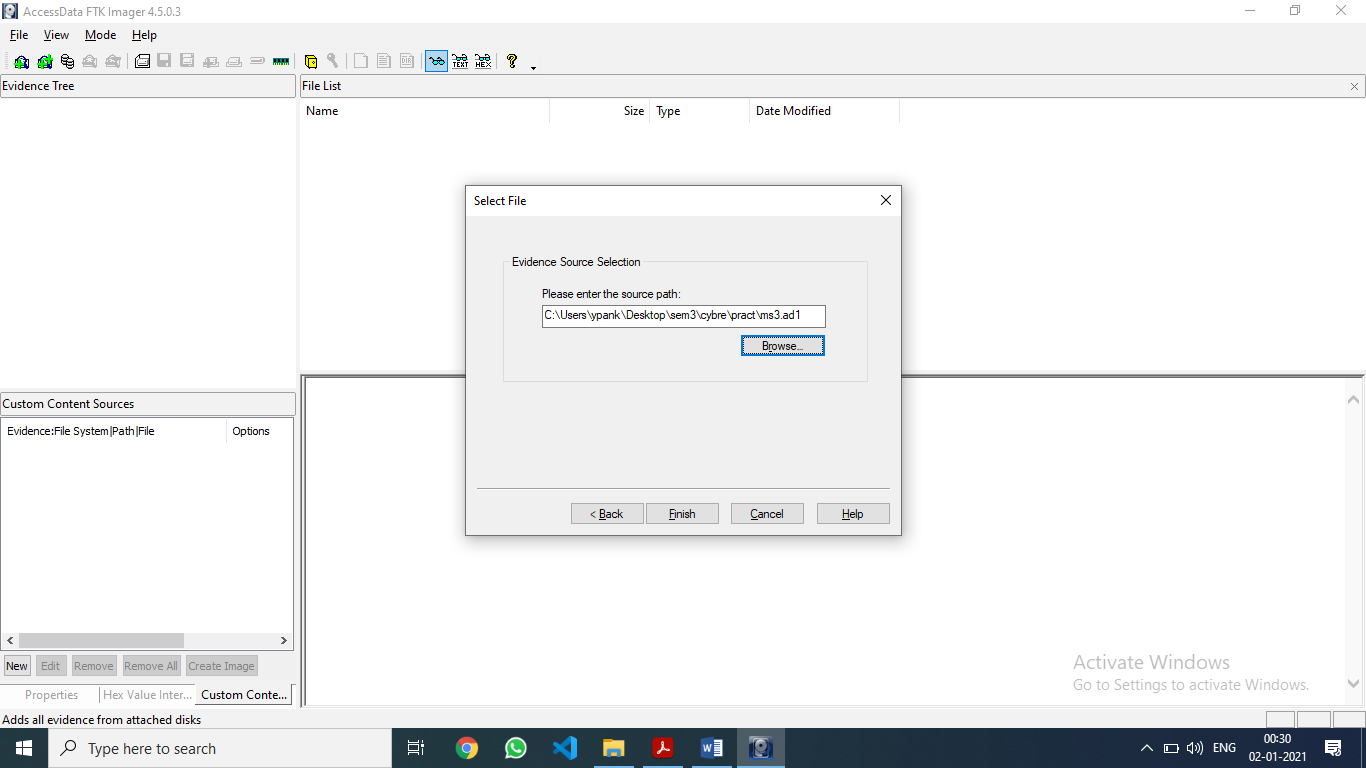 AccessData FTK Imager 4.5.0.3
File View Mode Help
TEXT HEX ?
Evidence Tree
File List
Name Size Type Date Modified
Select File
Evidence Source Selection
Please enter the source path:
C:\Users\ypank\Desktop\sem3\cybre\pract\ms3.ad1
Browse...
< Back Finish Cancel Help
Custom Content Sources
Evidence:File System|Path|File Options
New Edit Remove Remove All Create Image
Properties Hex Value Inter... Custom Conte...
Activate Windows
Go to Settings to activate Windows.
Adds all evidence from attached disks
Type here to search
ENG
00:30
02-01-2021